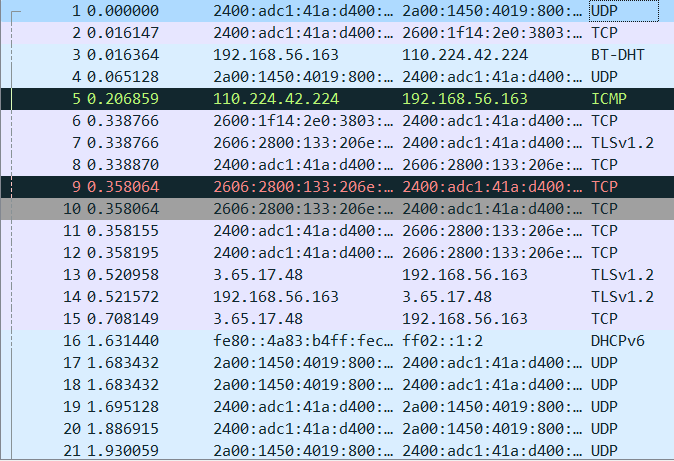 1 0.000000 2400:adc1:41a:d400:… 2a00:1450:4019:800:… UDP
2 0.016147 2400:adc1:41a:d400:… 2600:1f14:2e0:3803:… TCP
3 0.016364 192.168.56.163 110.224.42.224 BT-DHT
4 0.065128 2a00:1450:4019:800:… 2400:adc1:41a:d400:… UDP
5 0.206859 110.224.42.224 192.168.56.163 ICMP
6 0.338766 2600:1f14:2e0:3803:… 2400:adc1:41a:d400:… TCP
7 0.338766 2606:2800:133:206e:… 2400:adc1:41a:d400:… TLSv1.2
8 0.338870 2400:adc1:41a:d400:… 2606:2800:133:206e:… TCP
9 0.358064 2606:2800:133:206e:… 2400:adc1:41a:d400:… TCP
10 0.358064 2606:2800:133:206e:… 2400:adc1:41a:d400:… TCP
11 0.358155 2400:adc1:41a:d400:… 2606:2800:133:206e:… TCP
12 0.358195 2400:adc1:41a:d400:… 2606:2800:133:206e:… TCP
13 0.520958 3.65.17.48 192.168.56.163 TLSv1.2
14 0.521572 192.168.56.163 3.65.17.48 TLSv1.2
15 0.708149 3.65.17.48 192.168.56.163 TCP
16 1.631440 fe80::4a83:b4ff:fec… ff02::1:2 DHCPv6
17 1.683432 2a00:1450:4019:800:… 2400:adc1:41a:d400:… UDP
18 1.683432 2a00:1450:4019:800:… 2400:adc1:41a:d400:… UDP
19 1.695128 2400:adc1:41a:d400:… 2a00:1450:4019:800:… UDP
20 1.886915 2400:adc1:41a:d400:… 2a00:1450:4019:800:… UDP
21 1.930059 2a00:1450:4019:800:… 2400:adc1:41a:d400:… UDP